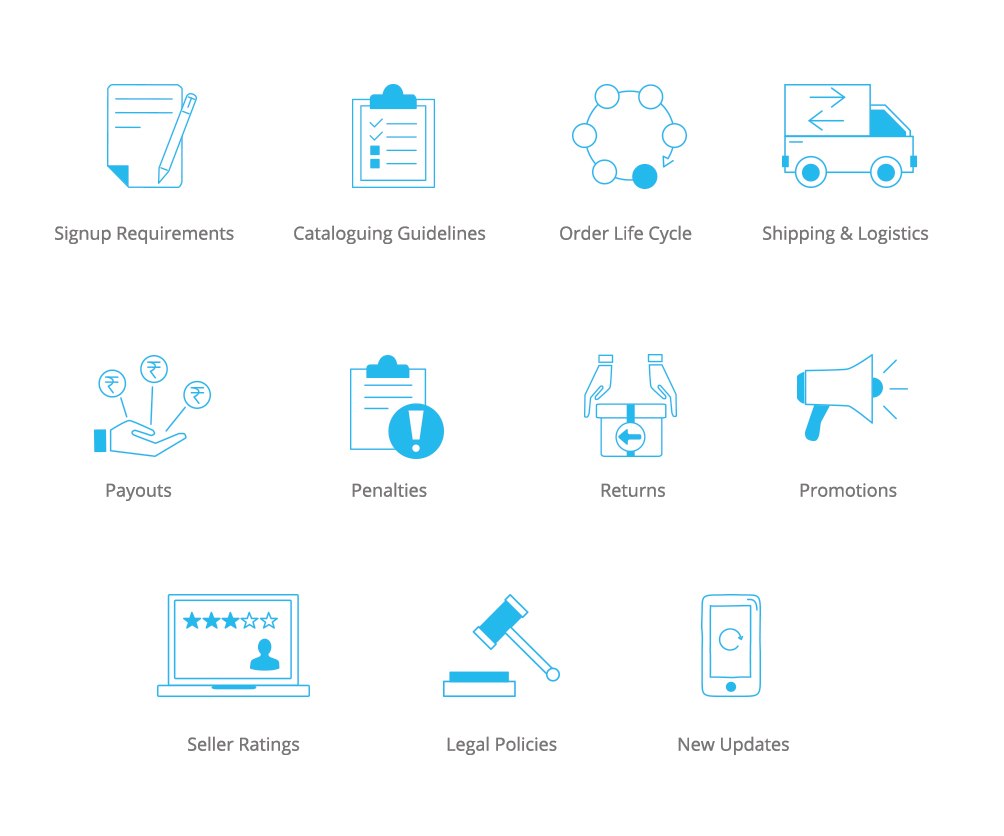 Signup Requirements
Cataloguing Guidelines
Order Life Cycle
Shipping & Logistics
₹
₹
₹
Payouts
Penalties
Returns
Promotions
Seller Ratings
Legal Policies
New Updates